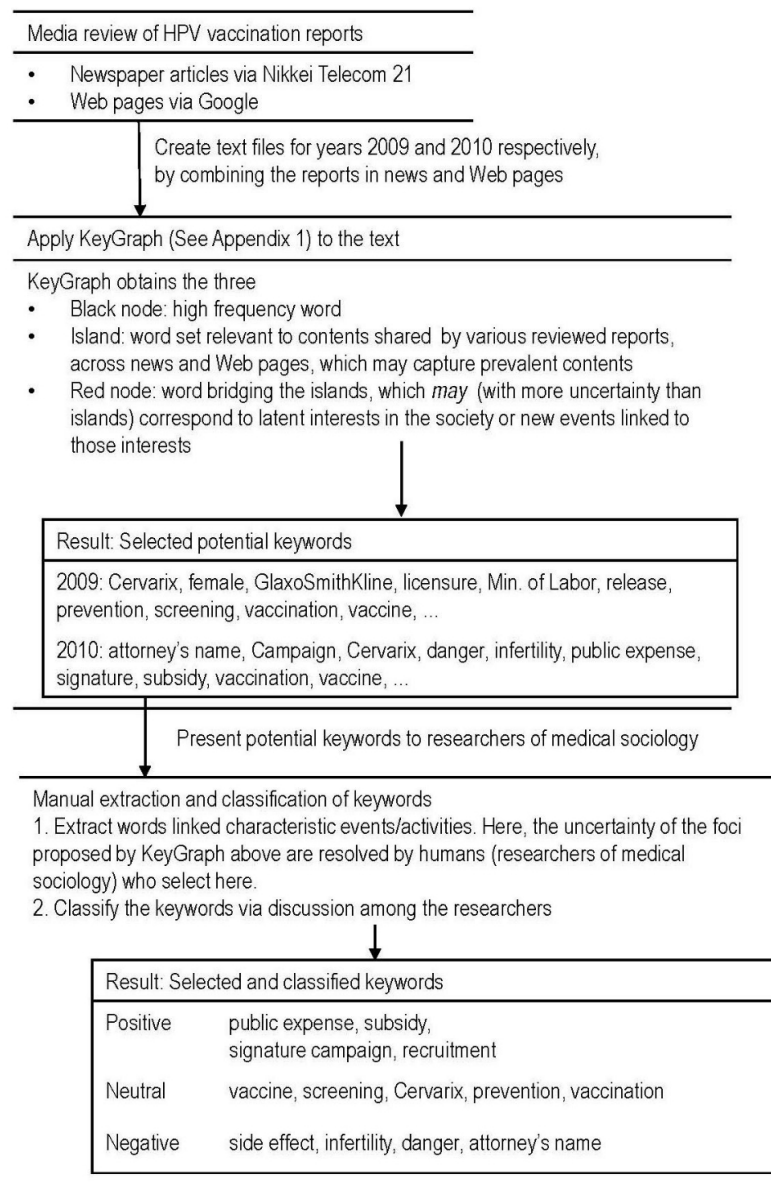 Media review of HPV vaccination reports
• Newspaper articles via Nikkei Telecom 21
• Web pages via Google
Create text files for years 2009 and 2010 respectively,
by combining the reports in news and Web pages
Apply KeyGraph (See Appendix 1) to the text
KeyGraph obtains the three
• Black node: high frequency word
• Island: word set relevant to contents shared by various reviewed reports,
across news and Web pages, which may capture prevalent contents
• Red node: word bridging the islands, which may (with more uncertainty than
islands) correspond to latent interests in the society or new events linked to
those interests
Result: Selected potential keywords
2009: Cervarix, female, GlaxoSmithKline, licensure, Min. of Labor, release,
prevention, screening, vaccination, vaccine, ...
2010: attorney's name, Campaign, Cervarix, danger, infertility, public expense,
signature, subsidy, vaccination, vaccine, ...
Present potential keywords to researchers of medical sociology
Manual extraction and classification of keywords
1. Extract words linked characteristic events/activities. Here, the uncertainty of the foci
proposed by KeyGraph above are resolved by humans (researchers of medical
sociology) who select here.
2. Classify the keywords via discussion among the researchers
Result: Selected and classified keywords
Positive public expense, subsidy,
signature campaign, recruitment
Neutral vaccine, screening, Cervarix, prevention, vaccination
Negative side effect, infertility, danger, attorney's name